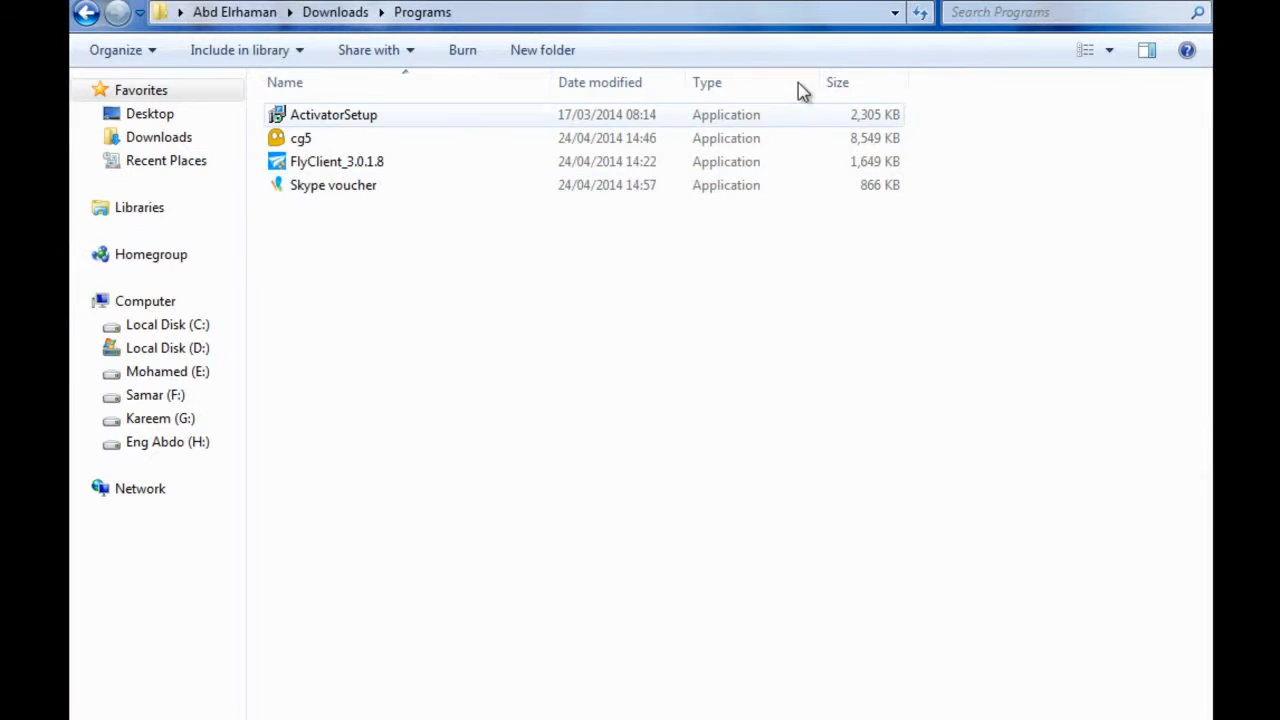 Abd Elrhaman Downloads Programs Search Programs
Organize Include in library Share with Burn New folder
Name Date modified Type Size
ActivatorSetup 17/03/2014 08:14 Application 2,305 KB
cg5 24/04/2014 14:46 Application 8,549 KB
FlyClient_3.0.1.8 24/04/2014 14:22 Application 1,649 KB
Skype voucher 24/04/2014 14:57 Application 866 KB
Favorites
Desktop
Downloads
Recent Places
Libraries
Homegroup
Computer
Local Disk (C:)
Local Disk (D:)
Mohamed (E:)
Samar (F:)
Kareem (G:)
Eng Abdo (H:)
Network